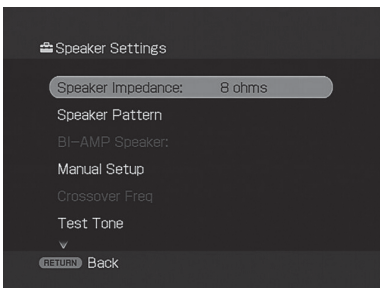 Speaker Settings
Speaker Impedance: 8 ohms
Speaker Pattern
BI-AMP Speaker:
Manual Setup
Crossover Freq
Test Tone
RETURN Back